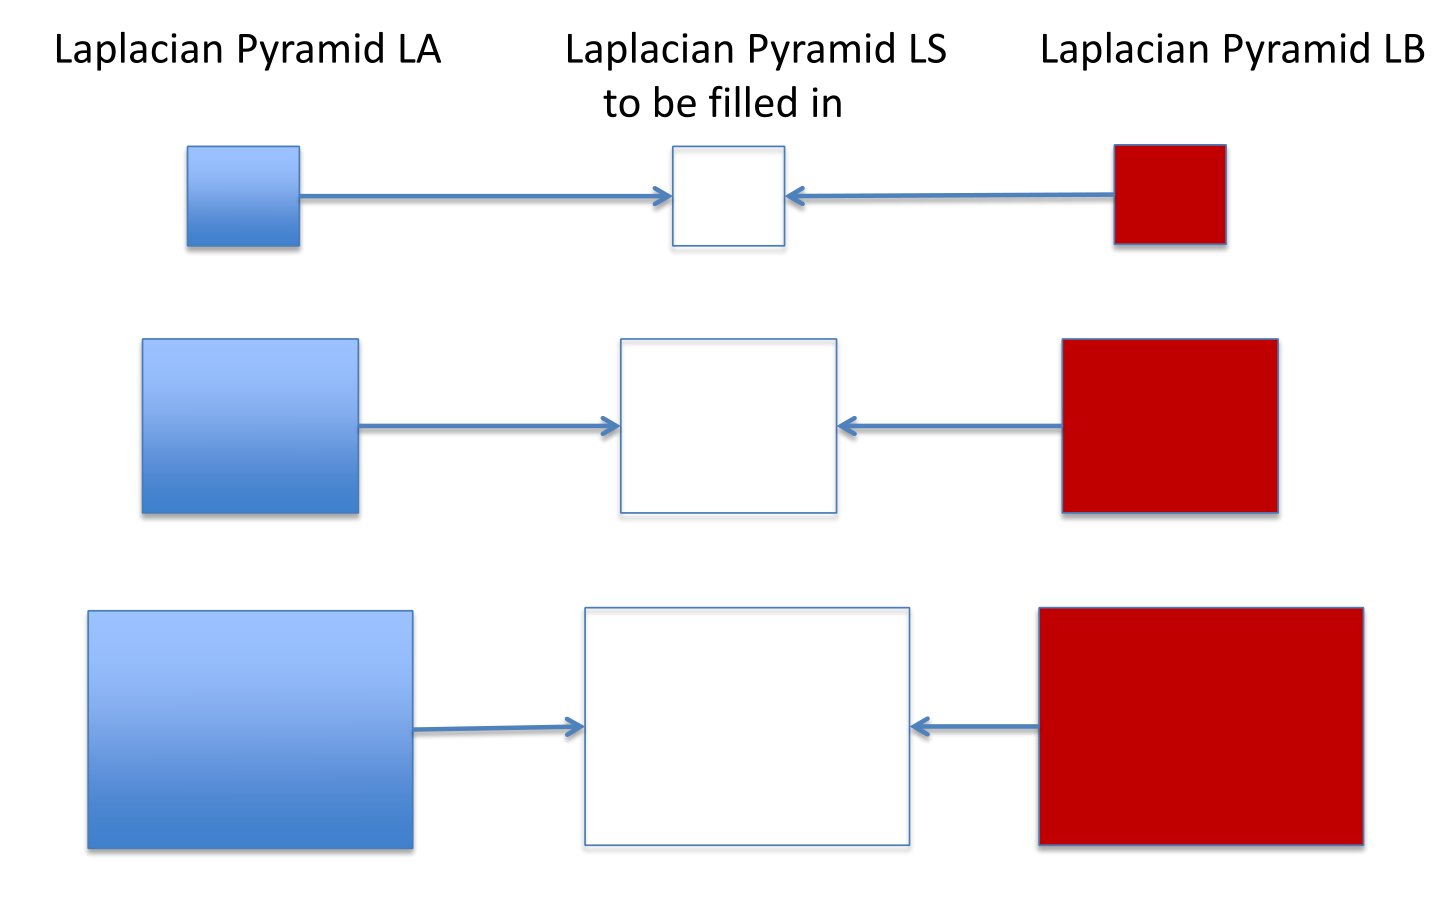 Laplacian Pyramid LA
Laplacian Pyramid LS
to be filled in
Laplacian Pyramid LB